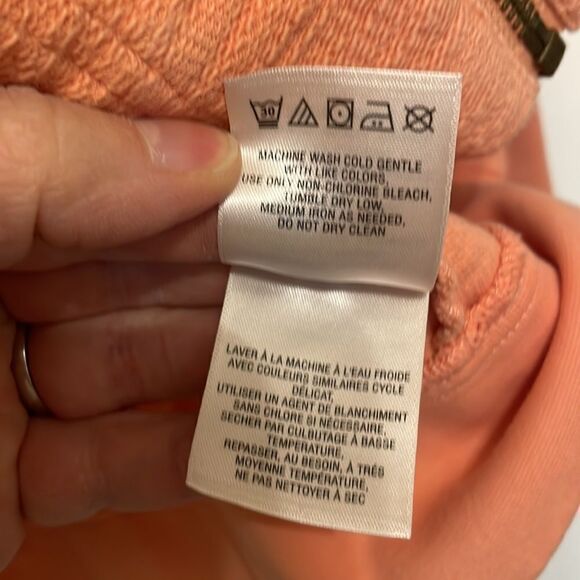 30
MACHINE WASH COLD GENTLE
WITH LIKE COLORS,
USE ONLY NON-CHLORINE BLEACH,
TUMBLE DRY LOW,
MEDIUM IRON AS NEEDED,
DO NOT DRY CLEAN
LAVER À LA MACHINE À L'EAU FROIDE
AVEC COULEURS SIMILAIRES CYCLE
DÉLICAT,
UTILISER UN AGENT DE BLANCHIMENT
SANS CHLORE SI NÉCESSAIRE,
SÉCHER PAR CULBUTAGE À BASSE
TEMPÉRATURE,
REPASSER, AU BESOIN, À TRÉS
MOYENNE TEMPÉRATURE,
NE PAS NETTOYER À SEC